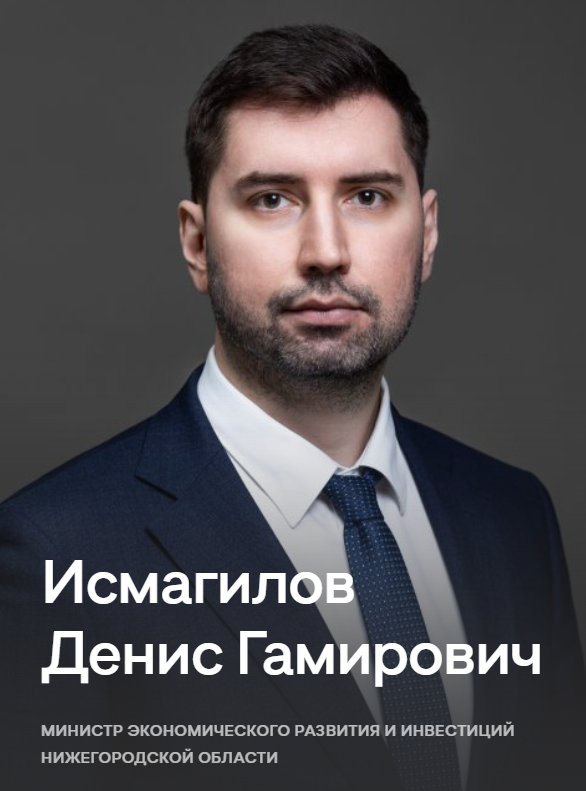 Исмагилов
Денис Гамирович
МИНИСТР ЭКОНОМИЧЕСКОГО РАЗВИТИЯ И ИНВЕСТИЦИЙ
НИЖЕГОРОДСКОЙ ОБЛАСТИ